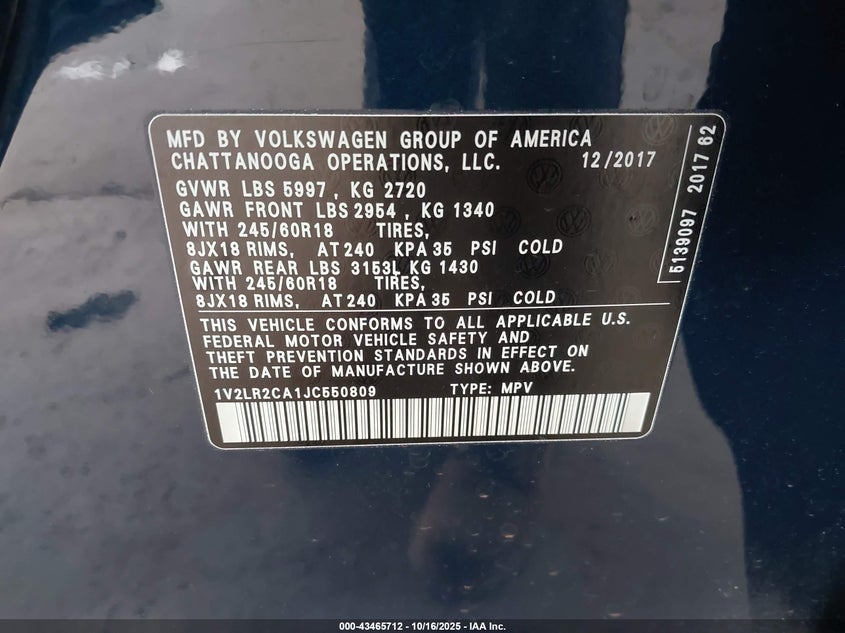 MFD BY VOLKSWAGEN GROUP OF AMERICA
CHATTANOOGA OPERATIONS, LLC. 12/2017
GVWR LBS 5997 , KG 2720
GAWR FRONT LBS 2954 , KG 1340
WITH 245/60R18 TIRES,
8JX18 RIMS, AT 240 KPA 35 PSI COLD
GAWR REAR LBS 3153L KG 1430
WITH 245/60R18 TIRES,
8JX18 RIMS, AT 240 KPA 35 PSI COLD
5139097 2017 62
THIS VEHICLE CONFORMS TO ALL APPLICABLE U.S.
FEDERAL MOTOR VEHICLE SAFETY AND
THEFT PREVENTION STANDARDS IN EFFECT ON
THE DATE OF MANUFACTURE SHOWN ABOVE.
1V2LR2CA1JC550809 TYPE: MPV
000-43465712 - 10/16/2025 - IAA Inc.